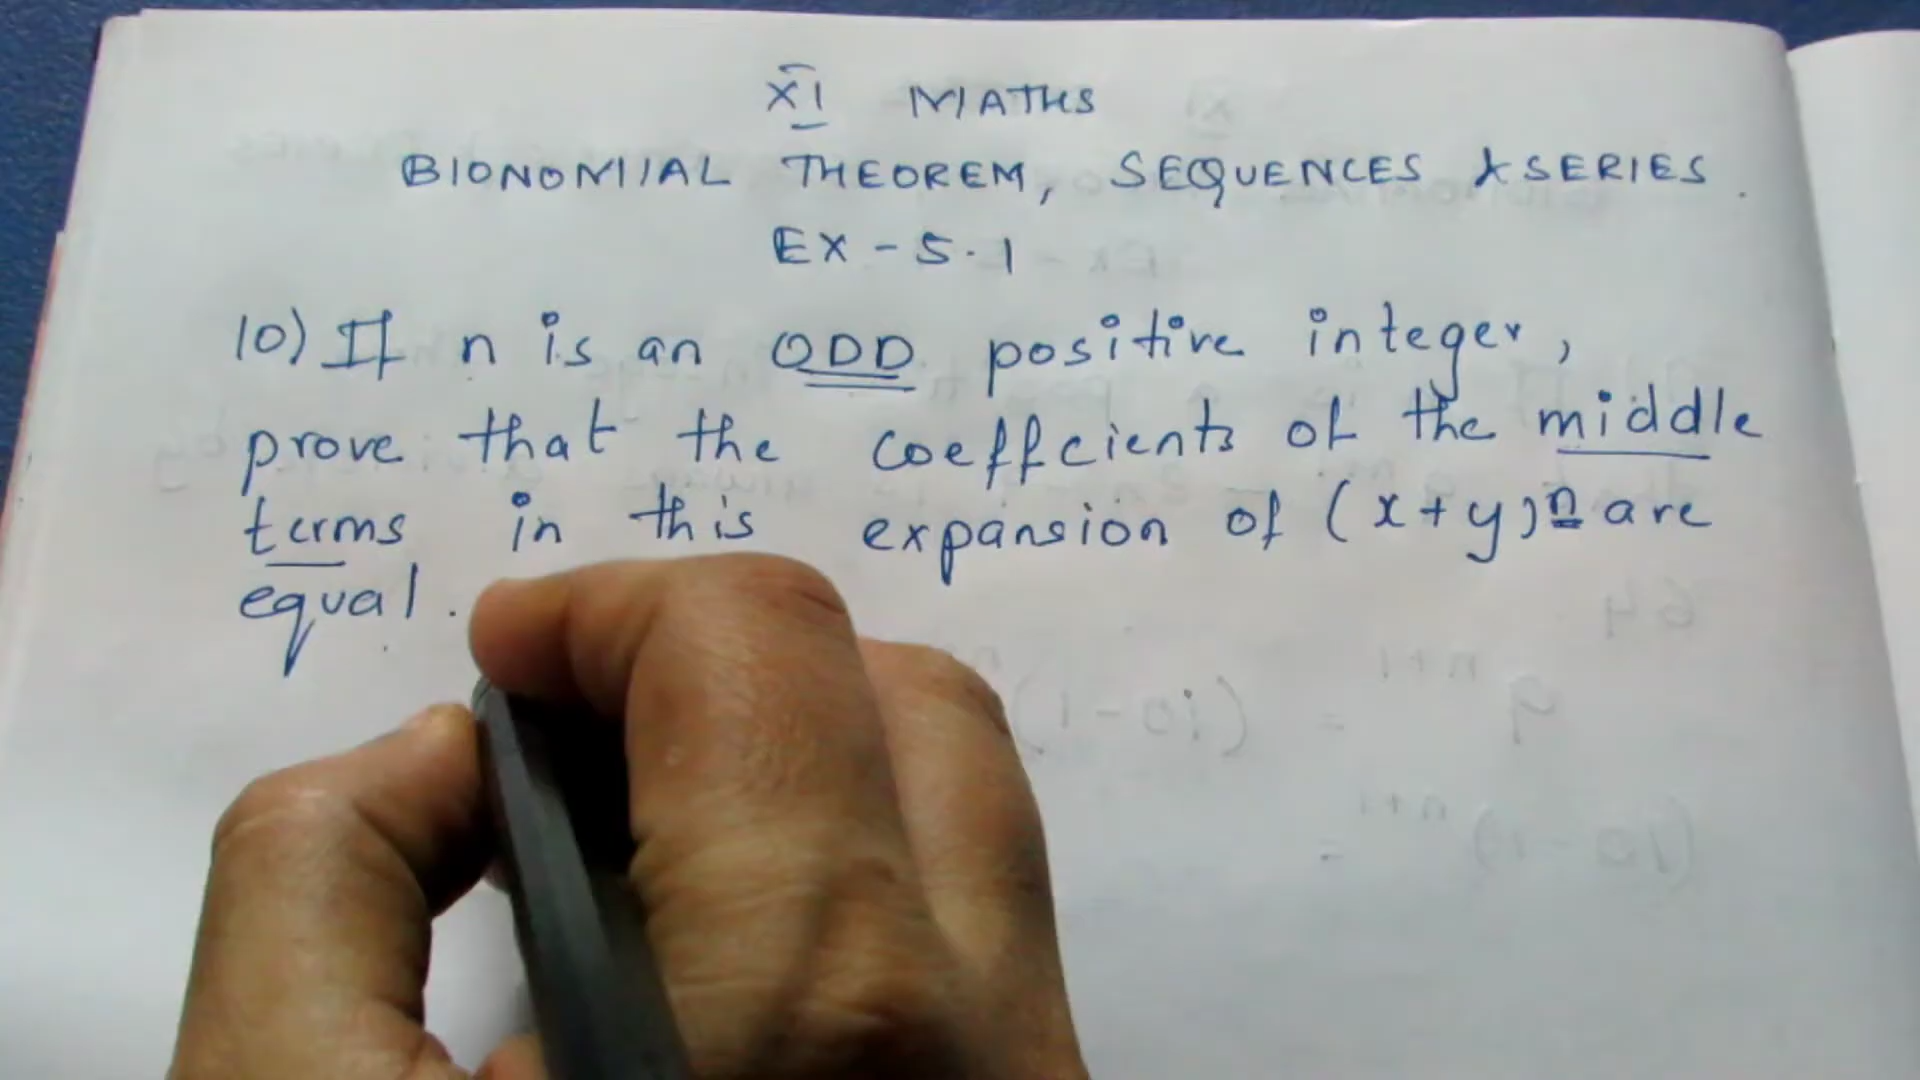 XI MATHS
BIONOMIAL THEOREM, SEQUENCES & SERIES.
EX - 5.1
10) If n is an ODD positive integer,
prove that the coeffcients of the middle
terms in this expansion of (x+y)n are
equal.